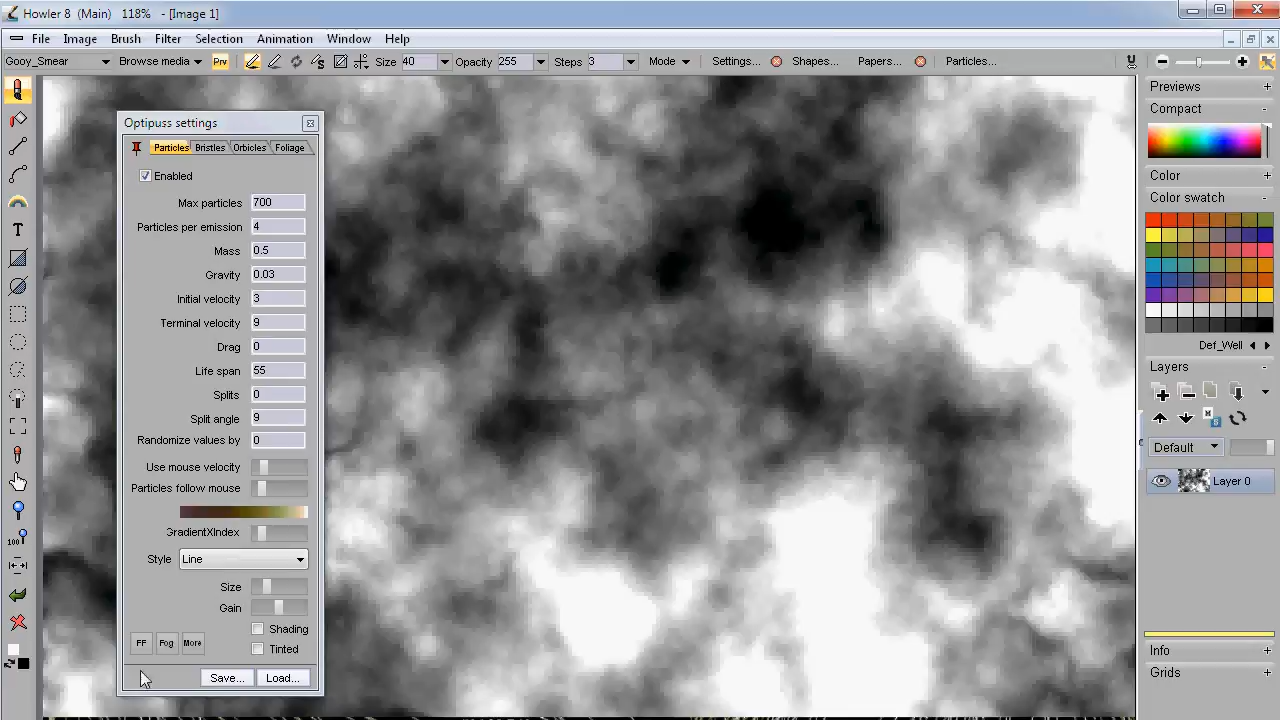 Howler 8 (Main) 118% - [Image 1]
File Image Brush Filter Selection Animation Window Help
Gooy_Smear Browse media Prv Size 40 Opacity 255 Steps 3 Mode Settings... Shapes... Papers... Particles...
Optipuss settings
Particles Bristles Orbicles Foliage
Enabled
Max particles 700
Particles per emission 4
Mass 0.5
Gravity 0.03
Initial velocity 3
Terminal velocity 9
Drag 0
Life span 55
Splits 0
Split angle 9
Randomize values by 0
Use mouse velocity
Particles follow mouse
GradientXIndex
Style Line
Size
Gain
Shading
Tinted
FF Fog More
Save... Load...
T
100
Previews
Compact
Color
Color swatch
Def_Well
Layers
M
S
Default
Layer 0
Info
Grids